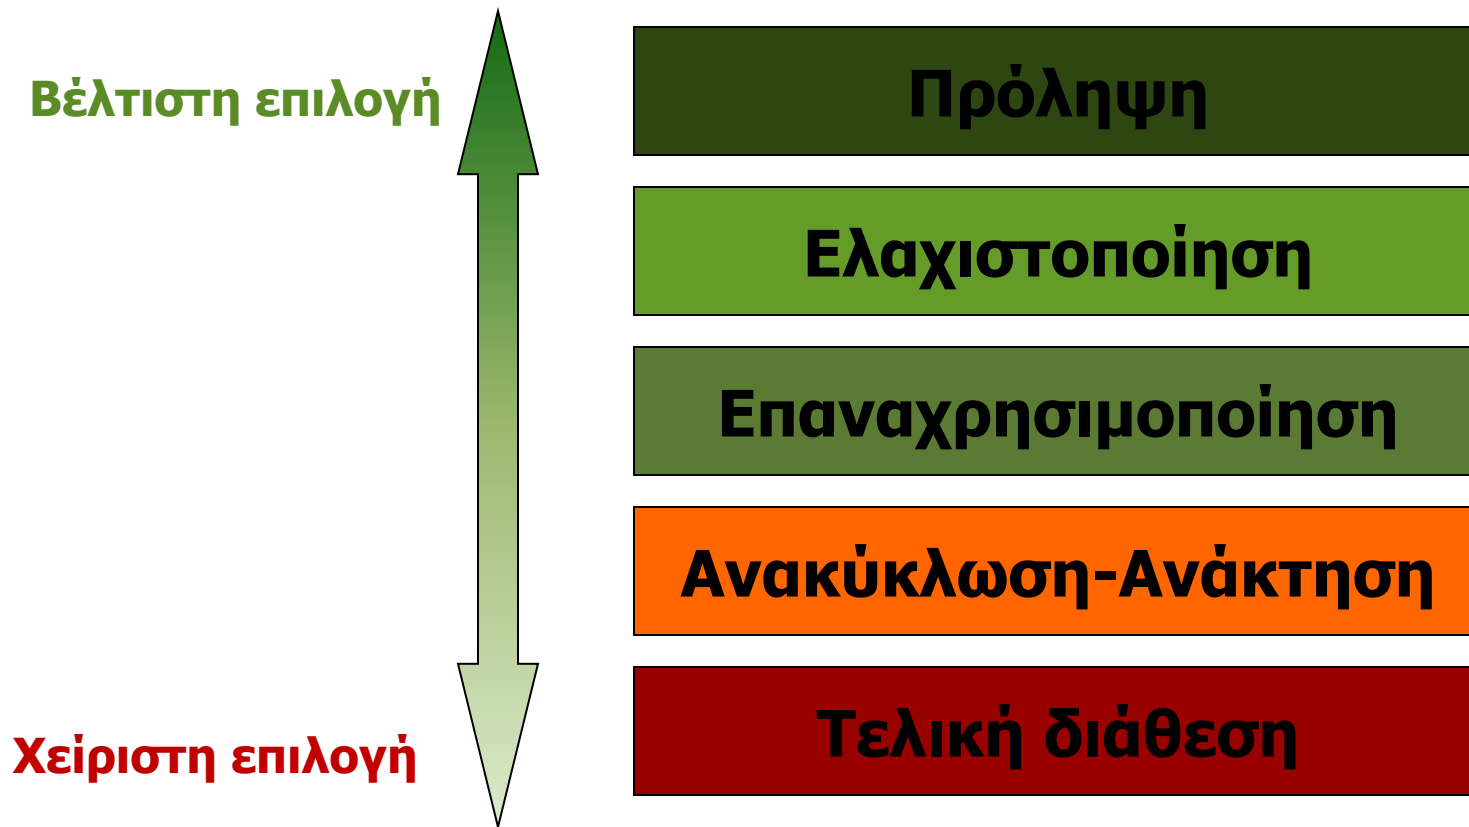 Βέλτιστη επιλογή
Πρόληψη
Ελαχιστοποίηση
Επαναχρησιμοποίηση
Ανακύκλωση-Ανάκτηση
Τελική διάθεση
Χείριστη επιλογή